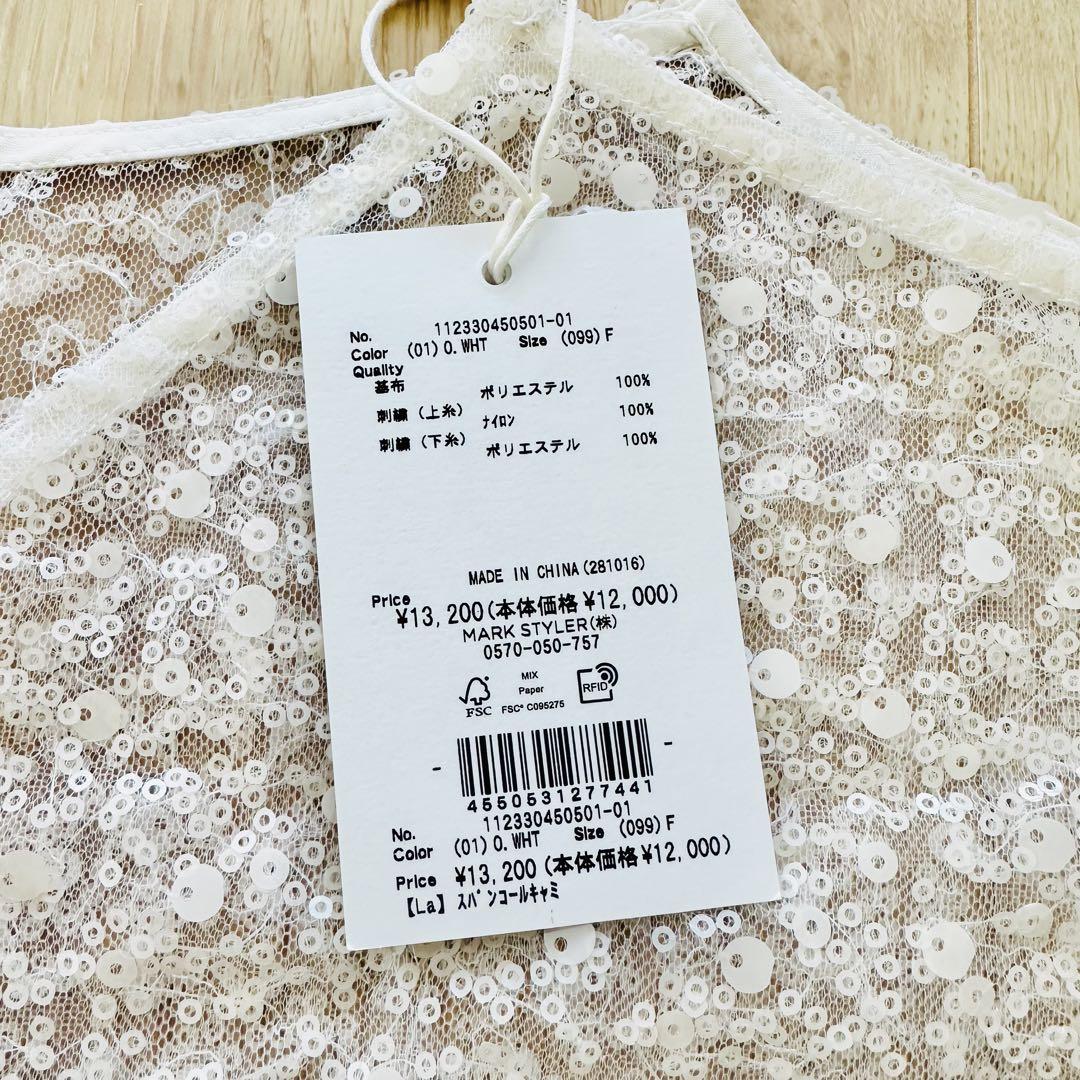 No. 112330450501-01
Color (01) O.WHT Size (099) F
Quality
基布 ポリエステル 100%
刺繍（上糸） ﾅｲﾛﾝ 100%
刺繍（下糸） ポリエステル 100%
MADE IN CHINA(281016)
Price ¥13,200(本体価格¥12,000)
MARK STYLER(株)
0570-050-757
FSC
MIX
Paper
FSC® C095275
RFID
4550531277441
No. 112330450501-01
Color (01) O.WHT Size (099) F
Price ¥13,200 (本体価格¥12,000)
【La】ｽﾊﾟﾝｺｰﾙｷｬﾐ